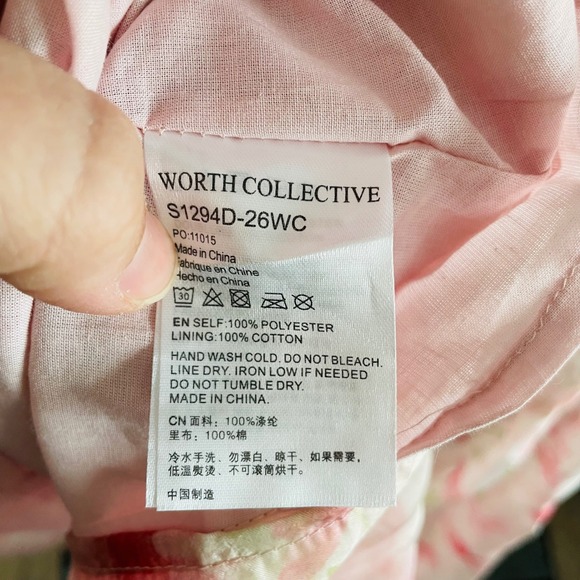 WORTH COLLECTIVE
S1294D-26WC
PO:11015
Made in China
Fabrique en Chine
Hecho en China
30
EN SELF:100% POLYESTER
LINING:100% COTTON
HAND WASH COLD. DO NOT BLEACH.
LINE DRY. IRON LOW IF NEEDED
DO NOT TUMBLE DRY.
MADE IN CHINA.
CN 面料：100%涤纶
里布：100%棉
冷水手洗、勿漂白、晾干、如果需要，
低温熨烫、不可滚筒烘干。
中国制造